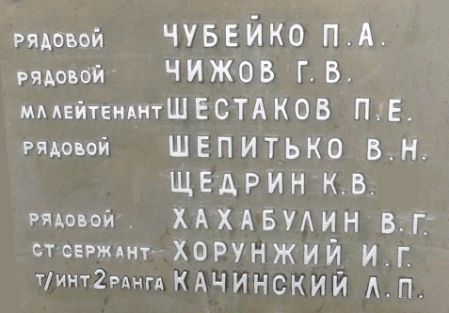 РЯДОВОЙ ЧУБЕЙКО П.А.
РЯДОВОЙ ЧИЖОВ Г.В.
МЛ ЛЕЙТЕНАНТ ШЕСТАКОВ П.Е.
РЯДОВОЙ ШЕПИТЬКО В.Н.
ЩЕДРИН К.В.
РЯДОВОЙ ХАХАБУЛИН В.Г.
СТ СЕРЖАНТ ХОРУНЖИЙ И.Г.
Т/ИНТ 2 РАНГА КАЧИНСКИЙ Л.П.